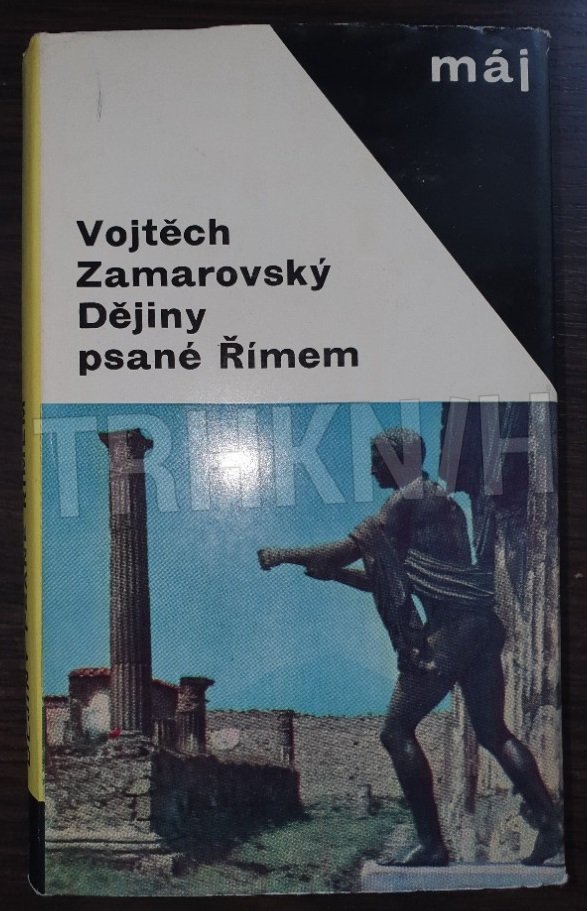 máj
Vojtěch
Zamarovský
Dějiny
psané Římem
TRHKNIH